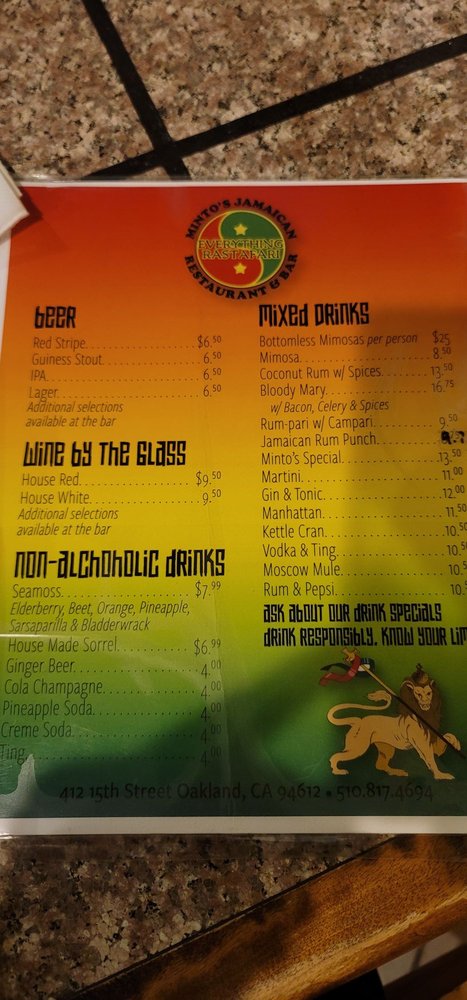 MINTO'S JAMAICAN
EVERYTHING
RASTAFARI
RESTAURANT & BAR
BEER
Red Stripe $6.50
Guiness Stout 6.50
IPA 6.50
Lager 6.50
Additional selections
available at the bar
WINE BY THE GLASS
House Red $9.50
House White 9.50
Additional selections
available at the bar
NON-ALCHOHOLIC DRINKS
Seamoss $7.99
Elderberry, Beet, Orange, Pineapple,
Sarsaparilla & Bladderwrack
House Made Sorrel $6.99
Ginger Beer 4.00
Cola Champagne 4.00
Pineapple Soda 4.00
Creme Soda 4.00
Ting 4.00
MIXED DRINKS
Bottomless Mimosas per person $25
Mimosa 8.50
Coconut Rum w/ Spices 13.50
Bloody Mary 16.75
w/ Bacon, Celery & Spices
Rum-pari w/ Campari 9.50
Jamaican Rum Punch
Minto's Special 13.50
Martini 11.00
Gin & Tonic 12.00
Manhattan 11.50
Kettle Cran 10.50
Vodka & Ting 10.5
Moscow Mule 10.5
Rum & Pepsi 10.
ASK ABOUT OUR DRINK SPECIALS
DRINK RESPONSIBLY. KNOW YOUR LIM
412 15th Street Oakland, CA 94612 • 510.817.4694